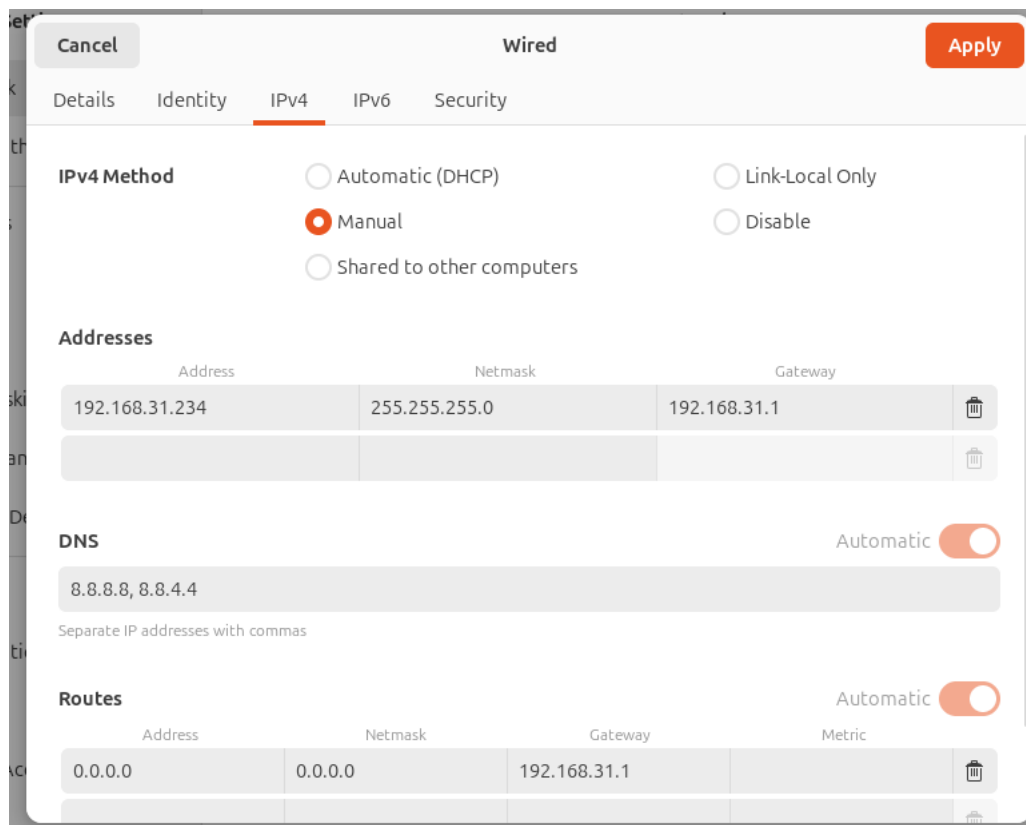 Cancel
Wired
Apply
Details
Identity
IPv4
IPv6
Security
IPv4 Method
Automatic (DHCP)
Link-Local Only
Manual
Disable
Shared to other computers
Addresses
Address
Netmask
Gateway
192.168.31.234
255.255.255.0
192.168.31.1
DNS
Automatic
8.8.8.8, 8.8.4.4
Separate IP addresses with commas
Routes
Automatic
Address
Netmask
Gateway
Metric
0.0.0.0
0.0.0.0
192.168.31.1